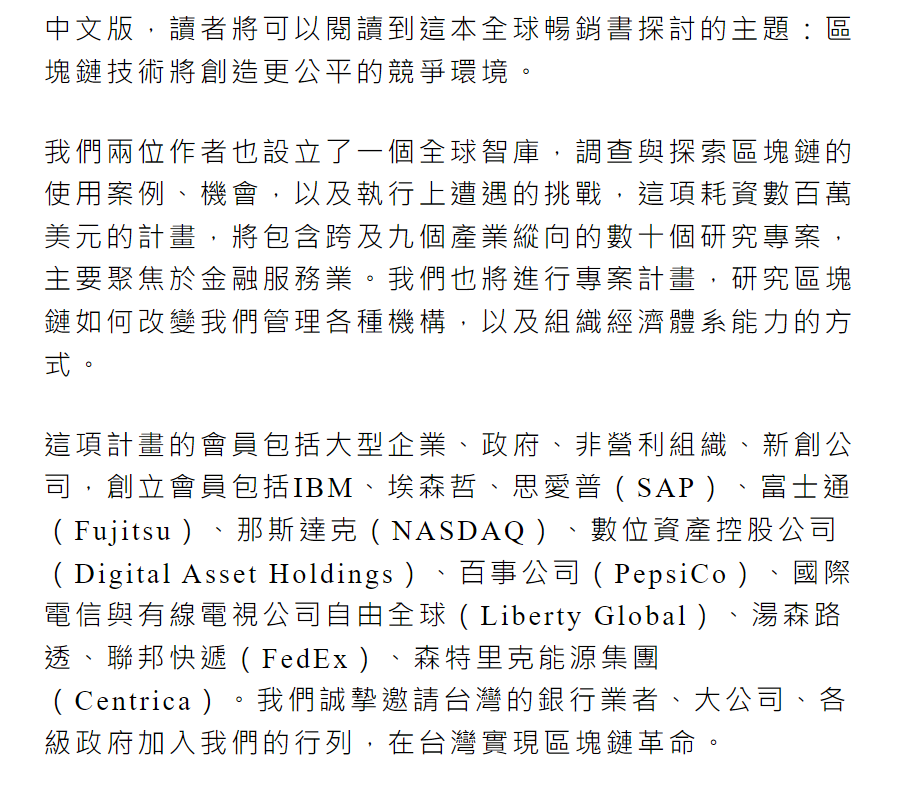 中文版，讀者將可以閱讀到這本全球暢銷書探討的主題：區
塊鏈技術將創造更公平的競爭環境。
我們兩位作者也設立了一個全球智庫，調查與探索區塊鏈的
使用案例、機會，以及執行上遭遇的挑戰，這項耗資數百萬
美元的計畫，將包含跨及九個產業縱向的數十個研究專案，
主要聚焦於金融服務業。我們也將進行專案計畫，研究區塊
鏈如何改變我們管理各種機構，以及組織經濟體系能力的方
式。
這項計畫的會員包括大型企業、政府、非營利組織、新創公
司，創立會員包括IBM、埃森哲、思愛普（SAP）、富士通
（Fujitsu）、那斯達克（NASDAQ）、數位資產控股公司
（Digital Asset Holdings）、百事公司（PepsiCo）、國際
電信與有線電視公司自由全球（Liberty Global）、湯森路
透、聯邦快遞（FedEx）、森特里克能源集團
（Centrica）。我們誠摯邀請台灣的銀行業者、大公司、各
級政府加入我們的行列，在台灣實現區塊鏈革命。